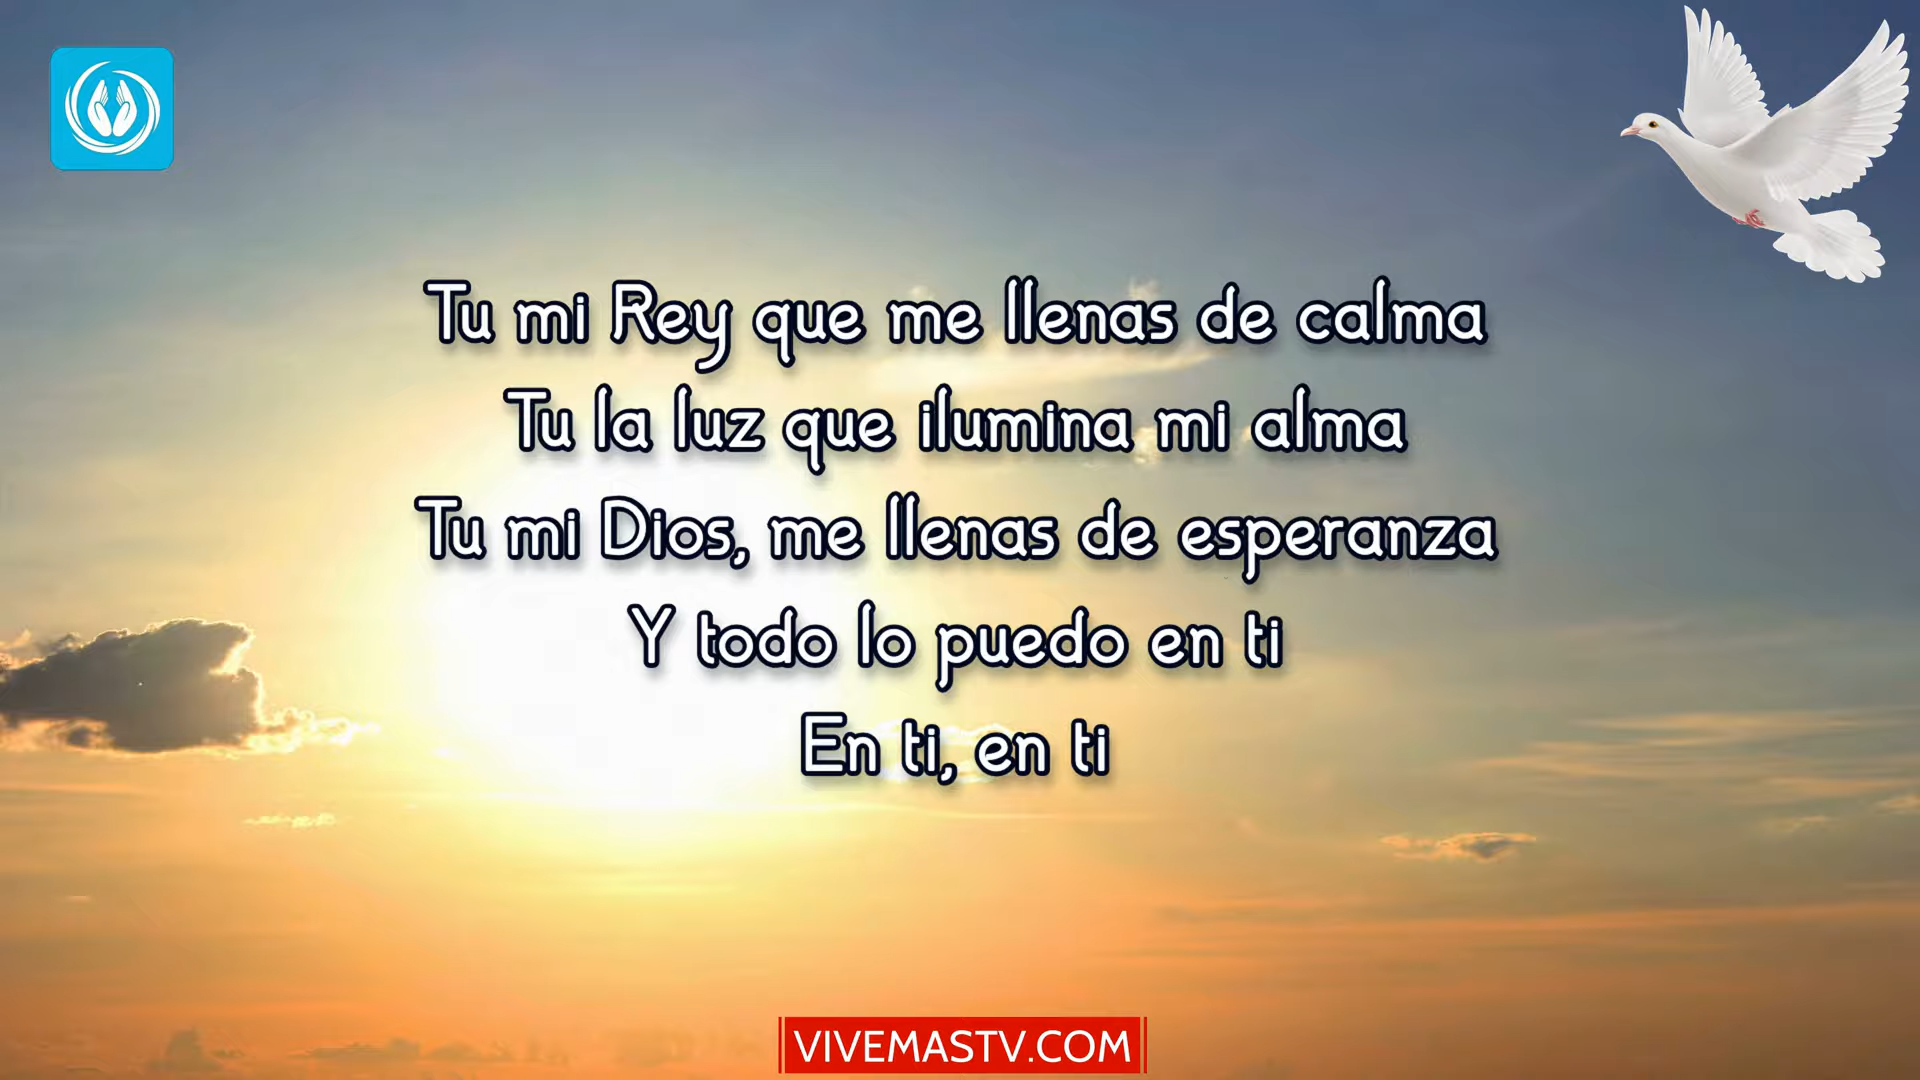 Tu mi Rey que me llenas de calma
Tu la luz que ilumina mi alma
Tu mi Dios, me llenas de esperanza
Y todo lo puedo en ti
En ti, en ti
VIVEMASTV.COM